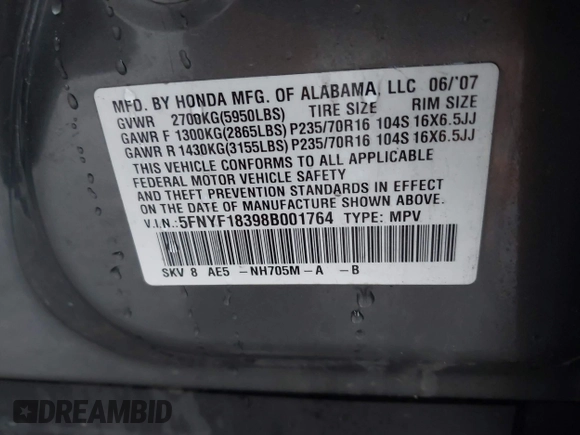 MFD. BY HONDA MFG. OF ALABAMA, LLC 06/'07
GVWR 2700KG(5950LBS) TIRE SIZE RIM SIZE
GAWR F 1300KG(2865LBS) P235/70R16 104S 16X6.5JJ
GAWR R 1430KG(3155LBS) P235/70R16 104S 16X6.5JJ
THIS VEHICLE CONFORMS TO ALL APPLICABLE
FEDERAL MOTOR VEHICLE SAFETY
AND THEFT PREVENTION STANDARDS IN EFFECT
ON THE DATE OF MANUFACTURE SHOWN ABOVE.
V.I.N.:5FNYF18398B001764 TYPE: MPV
SKV 8 AE5 -NH705M-A -B
DREAMBID